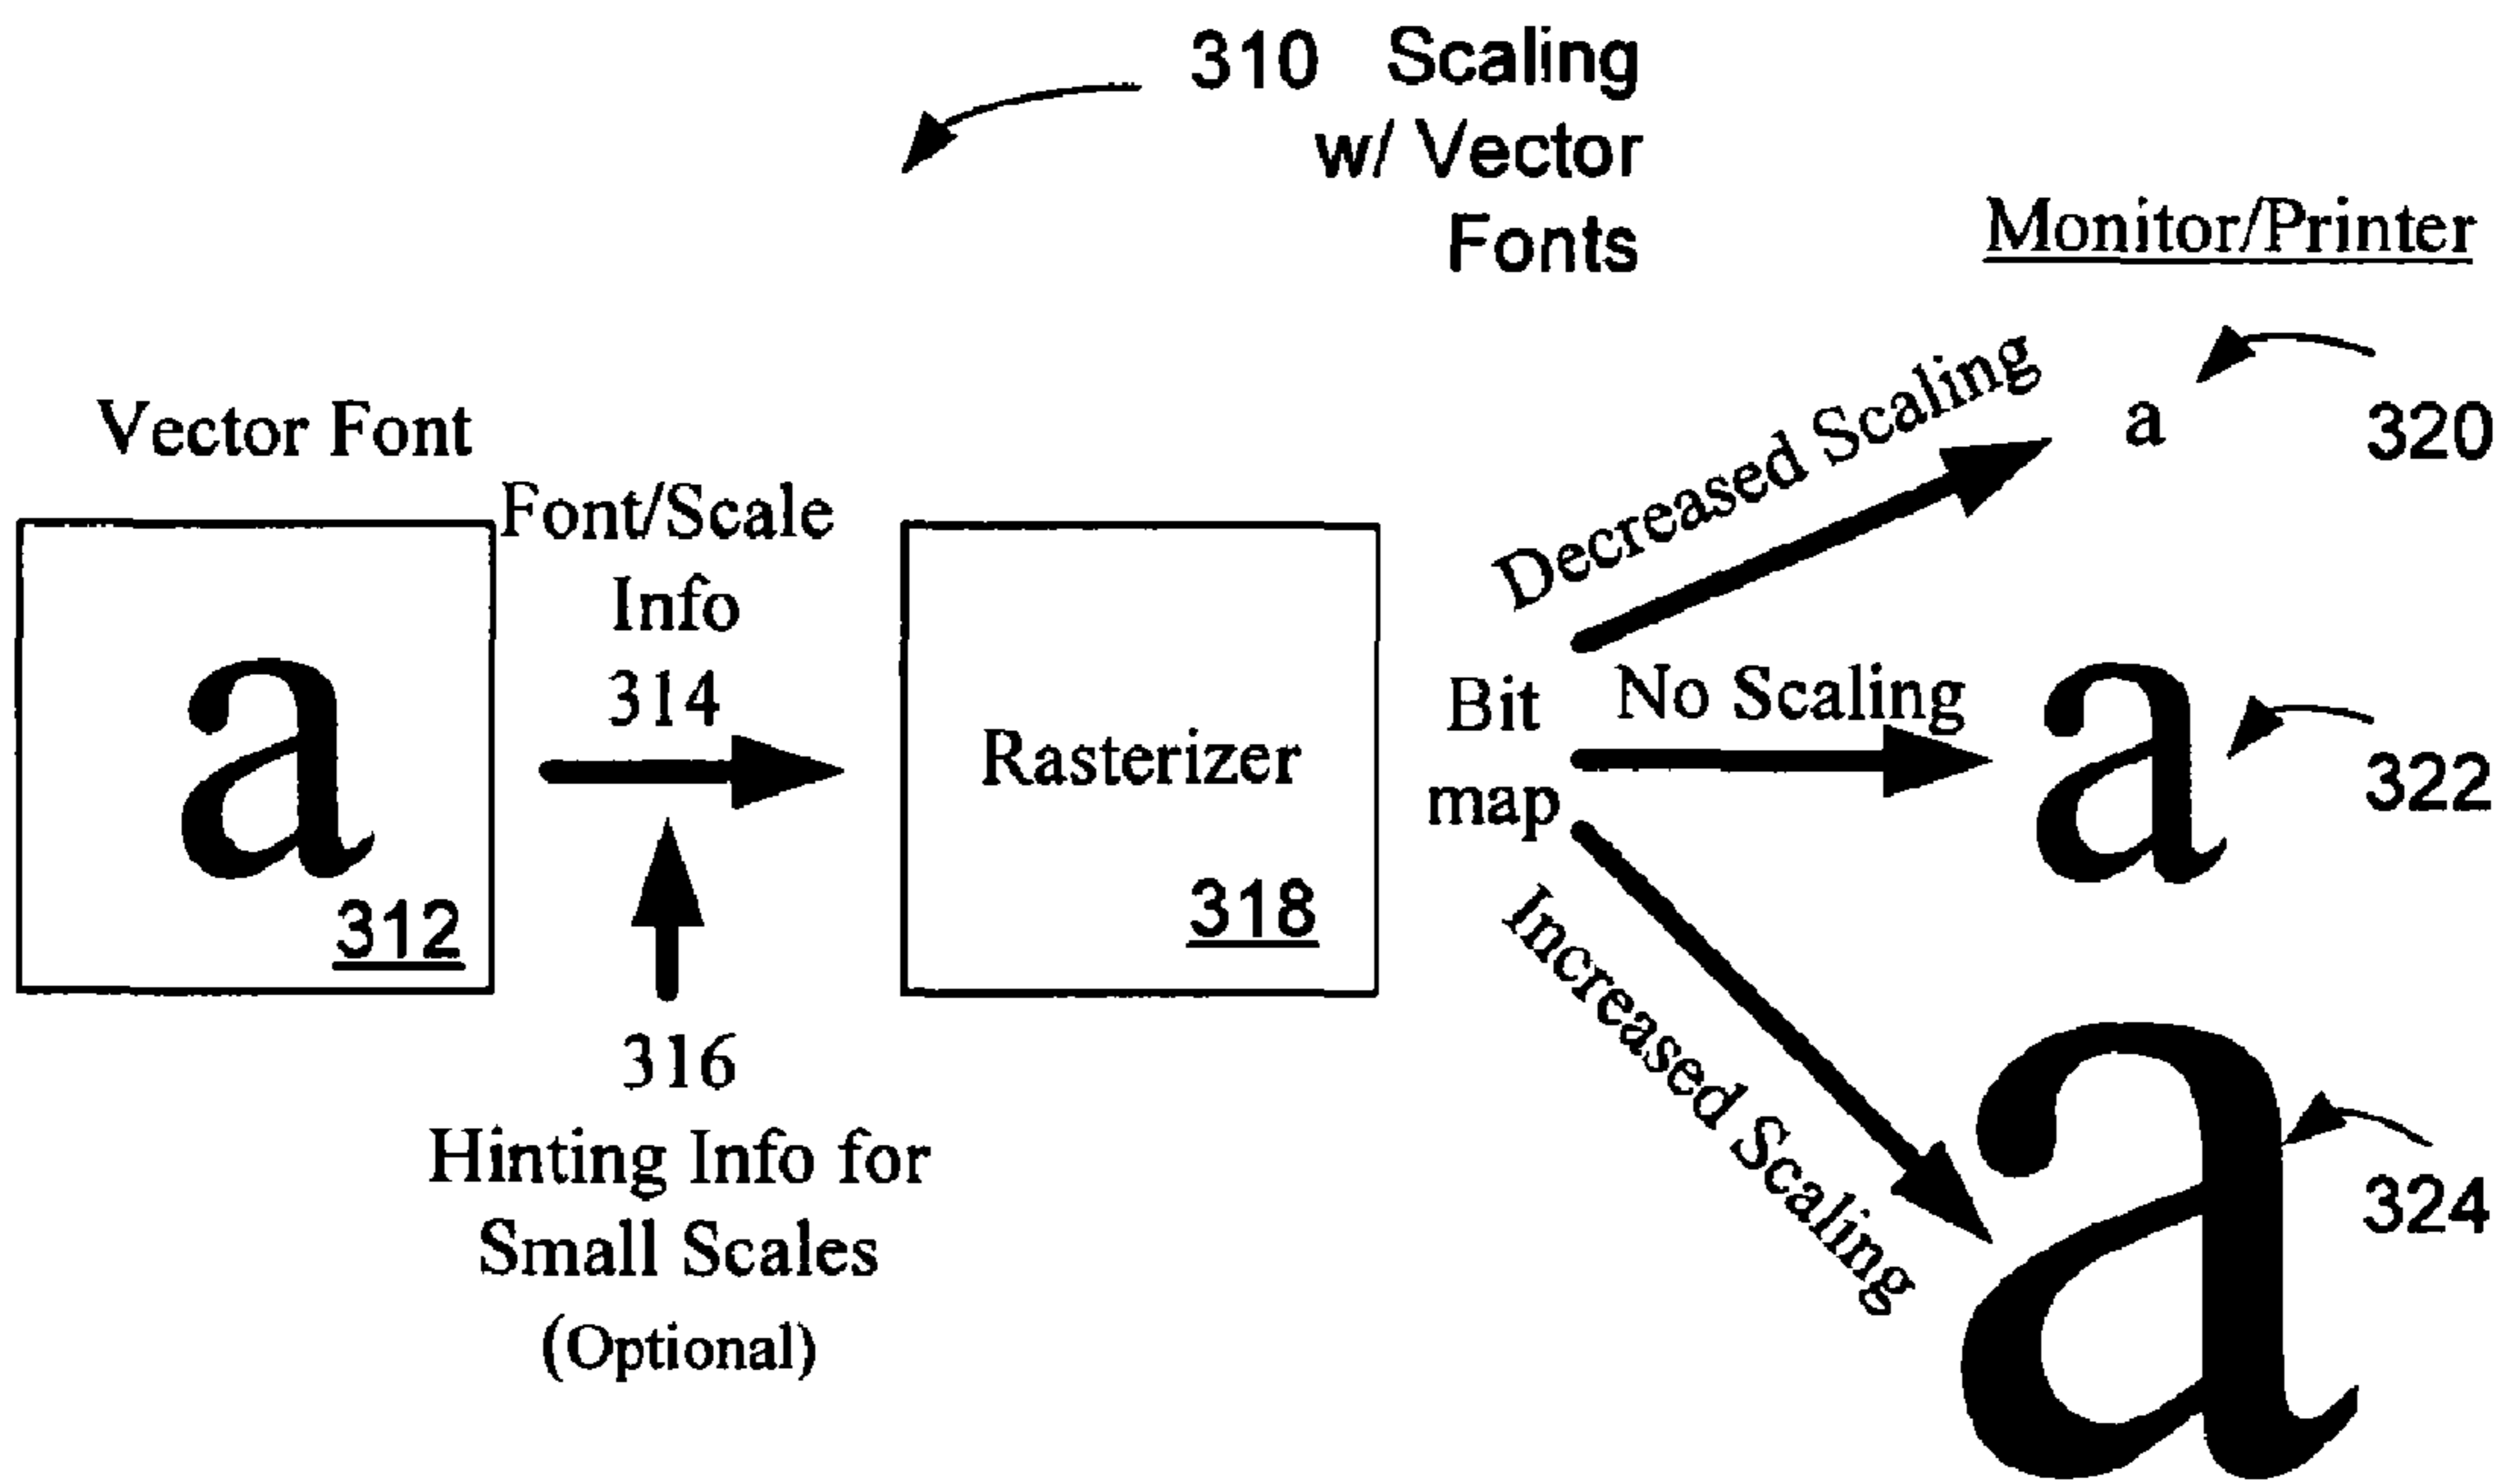 310 Scaling
w/ Vector
Fonts
Monitor/Printer
Vector Font
a
312
Font/Scale
Info
314
316
Hinting Info for
Small Scales
(Optional)
Rasterizer
318
Bit
map
Decreased Scaling
a
320
No Scaling
a
322
Increased Scaling
a
324